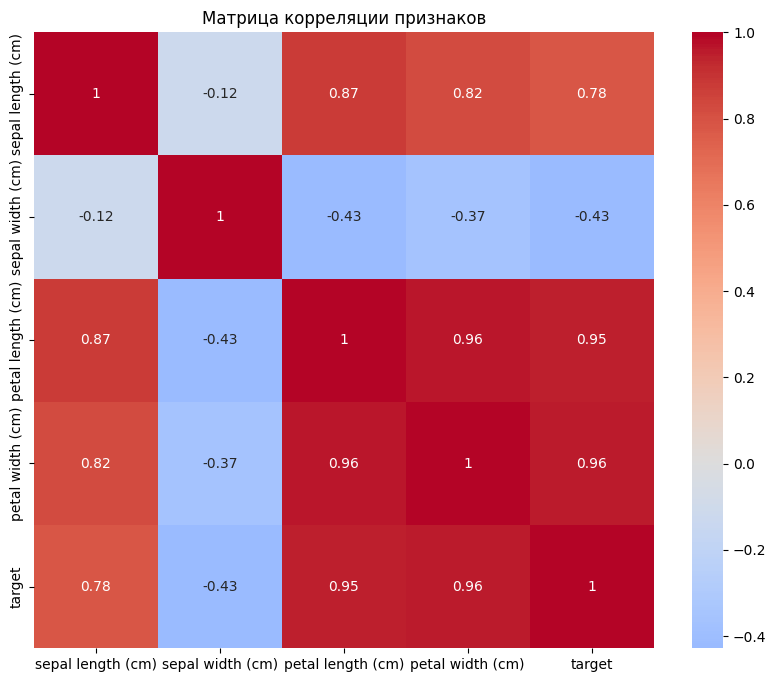 Матрица корреляции признаков
sepal length (cm)
1 -0.12 0.87 0.82 0.78
sepal width (cm)
-0.12 1 -0.43 -0.37 -0.43
petal length (cm)
0.87 -0.43 1 0.96 0.95
petal width (cm)
0.82 -0.37 0.96 1 0.96
target
0.78 -0.43 0.95 0.96 1
sepal length (cm) sepal width (cm) petal length (cm) petal width (cm) target
1.0
0.8
0.6
0.4
0.2
0.0
−0.2
−0.4